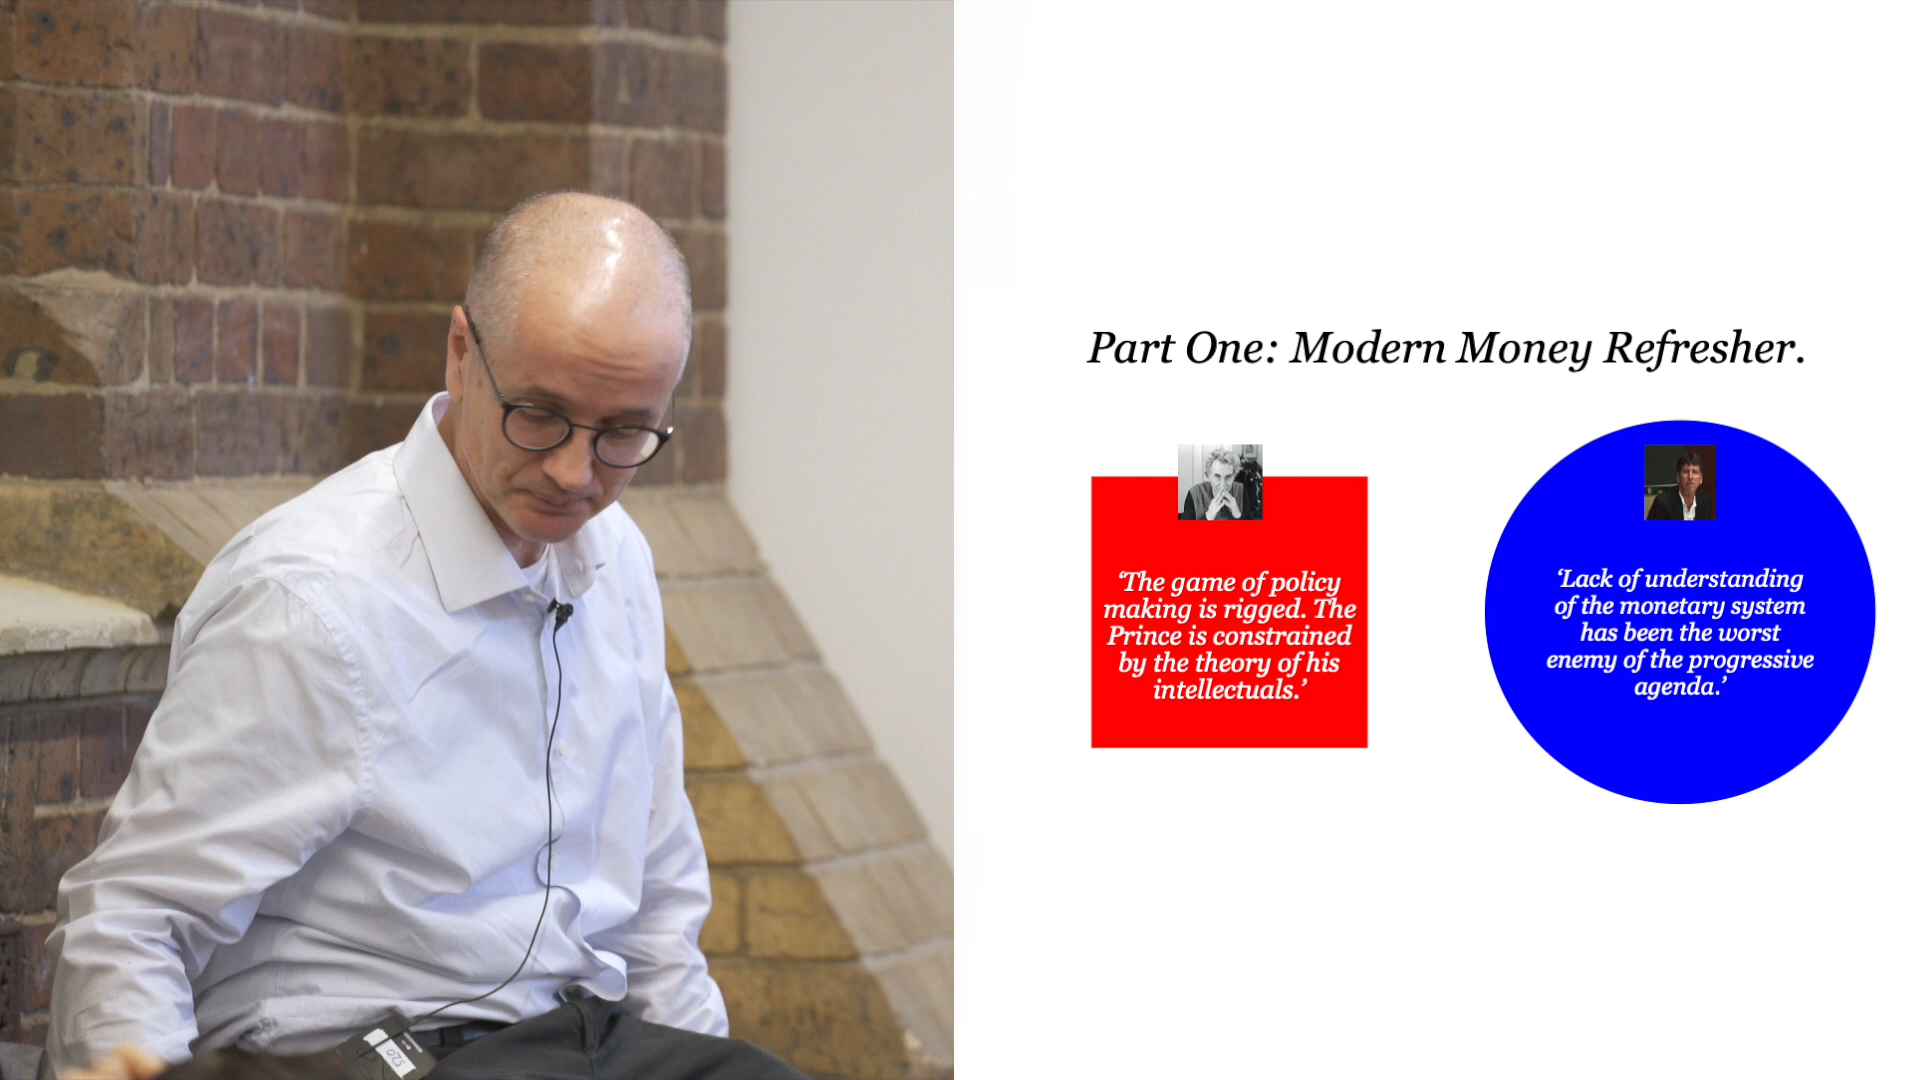 Part One: Modern Money Refresher.
‘The game of policy
making is rigged. The
Prince is constrained
by the theory of his
intellectuals.’
‘Lack of understanding
of the monetary system
has been the worst
enemy of the progressive
agenda.’
520